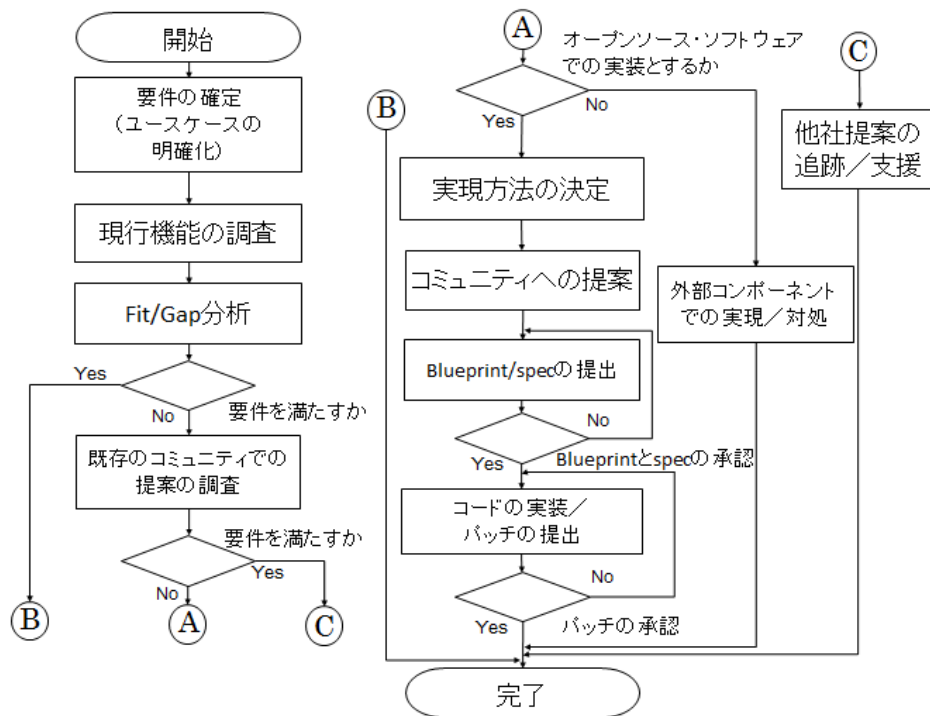 開始
要件の確定
（ユースケースの
明確化）
現行機能の調査
Fit/Gap分析
Yes
No
要件を満たすか
既存のコミュニティでの
提案の調査
要件を満たすか
Yes
No
B
A
C
A
オープンソース・ソフトウェア
での実装とするか
No
Yes
B
実現方法の決定
コミュニティへの提案
Blueprint/specの提出
No
Yes
Blueprintとspecの承認
コードの実装／
パッチの提出
No
Yes
パッチの承認
完了
外部コンポーネント
での実現／対処
C
他社提案の
追跡／支援